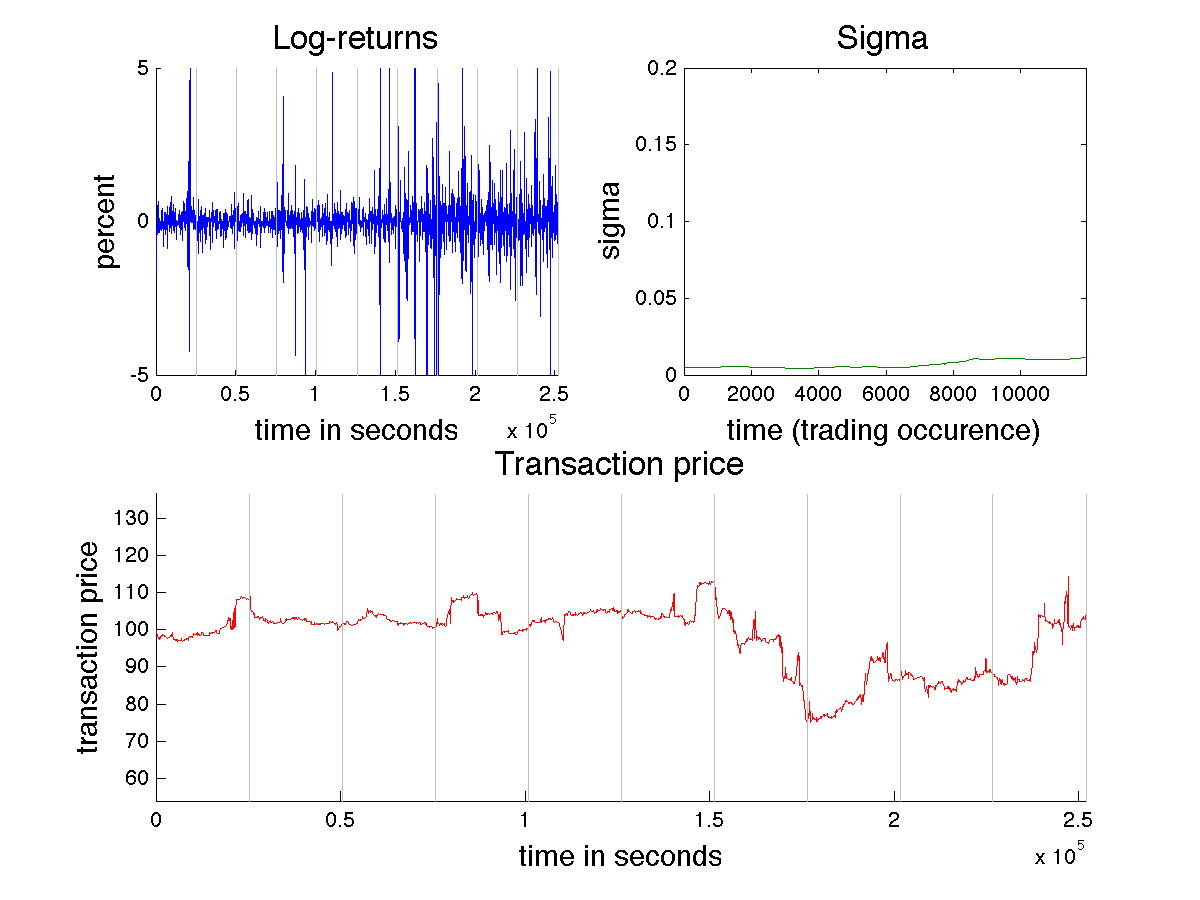 Log-returns
5
0
-5
percent
0 0.5 1 1.5 2 2.5
time in seconds x 10^5
Sigma
0.2
0.15
0.1
0.05
0
sigma
0 2000 4000 6000 8000 10000
time (trading occurence)
Transaction price
130
120
110
100
90
80
70
60
transaction price
0 0.5 1 1.5 2 2.5
time in seconds x 10^5